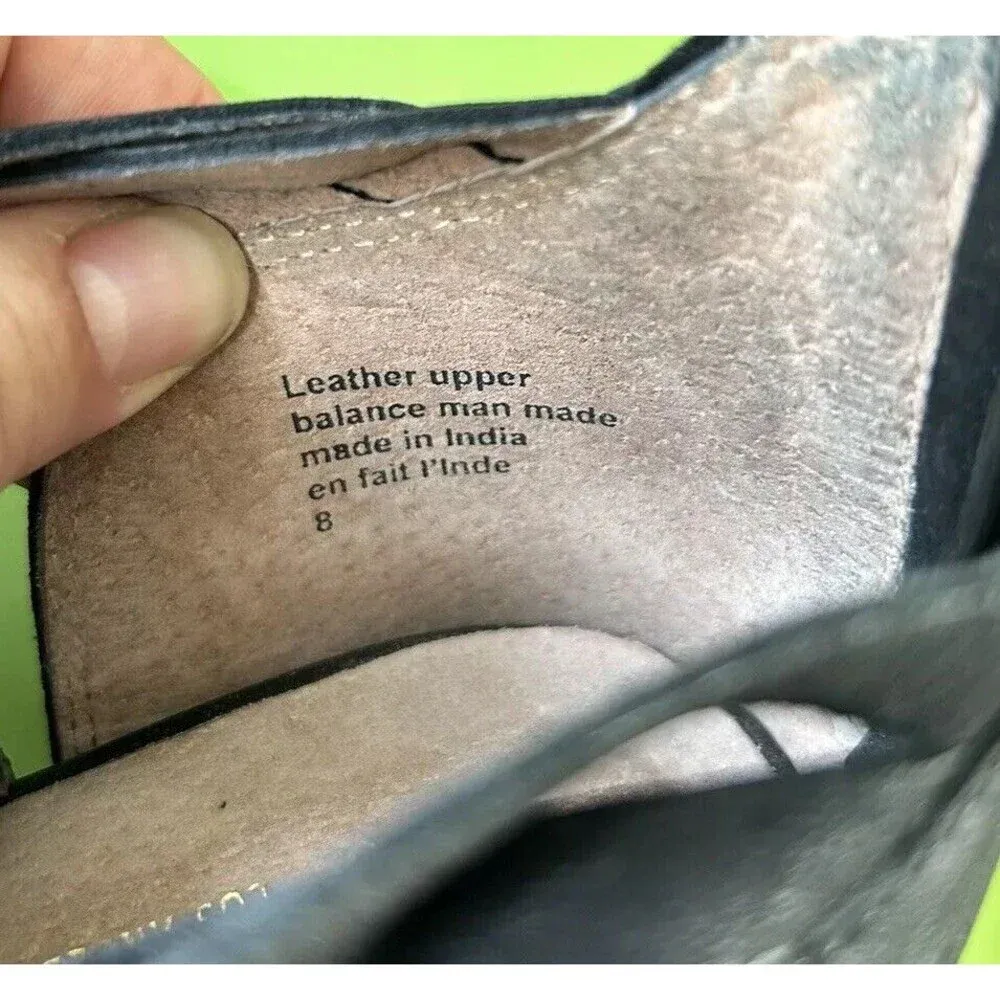 Leather upper
balance man made
made in India
en fait l'Inde
8